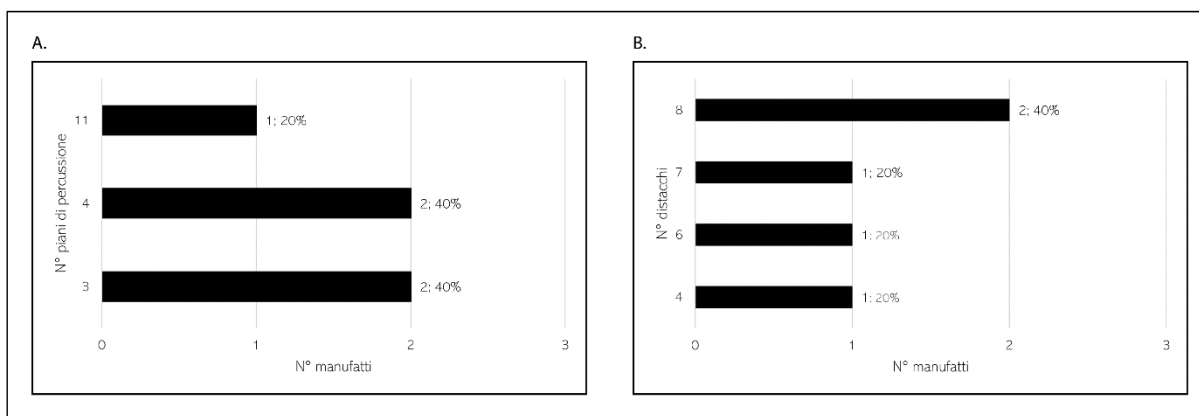 A.
N° piani di percussione
11
1; 20%
4
2; 40%
3
2; 40%
0 1 2 3
N° manufatti
B.
N° distacchi
8
2; 40%
7
1; 20%
6
1; 20%
4
1; 20%
0 1 2 3
N° manufatti